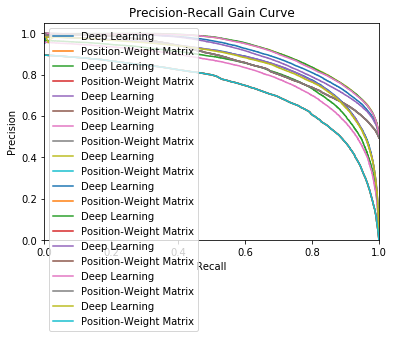 Precision-Recall Gain Curve
Precision
1.0
0.8
0.6
0.4
0.2
0.0
Deep Learning
Position-Weight Matrix
Deep Learning
Position-Weight Matrix
Deep Learning
Position-Weight Matrix
Deep Learning
Position-Weight Matrix
Deep Learning
Position-Weight Matrix
Deep Learning
Position-Weight Matrix
Deep Learning
Position-Weight Matrix
Deep Learning
Position-Weight Matrix
Deep Learning
Position-Weight Matrix
Deep Learning
Position-Weight Matrix
0.0 0.2 0.4 0.6 0.8 1.0
Recall